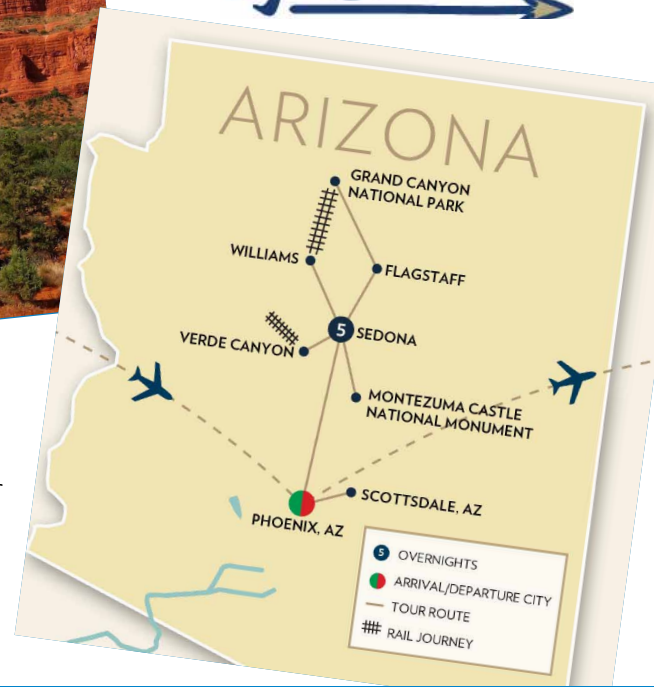 ARIZONA
GRAND CANYON
NATIONAL PARK
WILLIAMS
FLAGSTAFF
5
SEDONA
VERDE CANYON
MONTEZUMA CASTLE
NATIONAL MONUMENT
SCOTTSDALE, AZ
PHOENIX, AZ
5 OVERNIGHTS
ARRIVAL/DEPARTURE CITY
TOUR ROUTE
RAIL JOURNEY